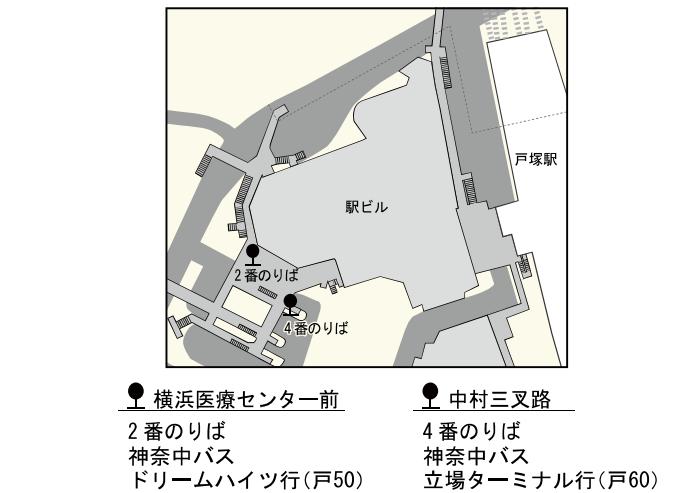 戸塚駅
駅ビル
2番のりば
4番のりば
横浜医療センター前
2番のりば
神奈中バス
ドリームハイツ行(戸50)
中村三叉路
4番のりば
神奈中バス
立場ターミナル行(戸60)